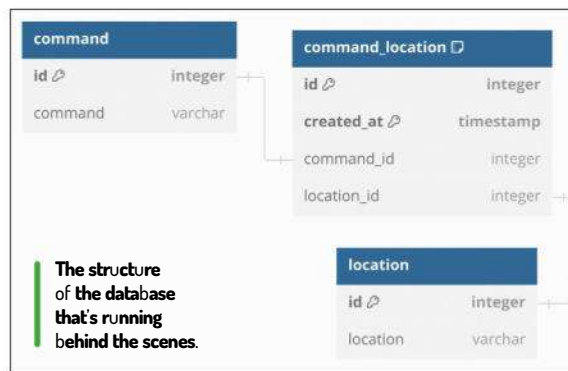 command
id integer
command varchar
command_location
id integer
created_at timestamp
command_id integer
location_id integer
location
id integer
location varchar
The structure
of the database
that's running
behind the scenes.